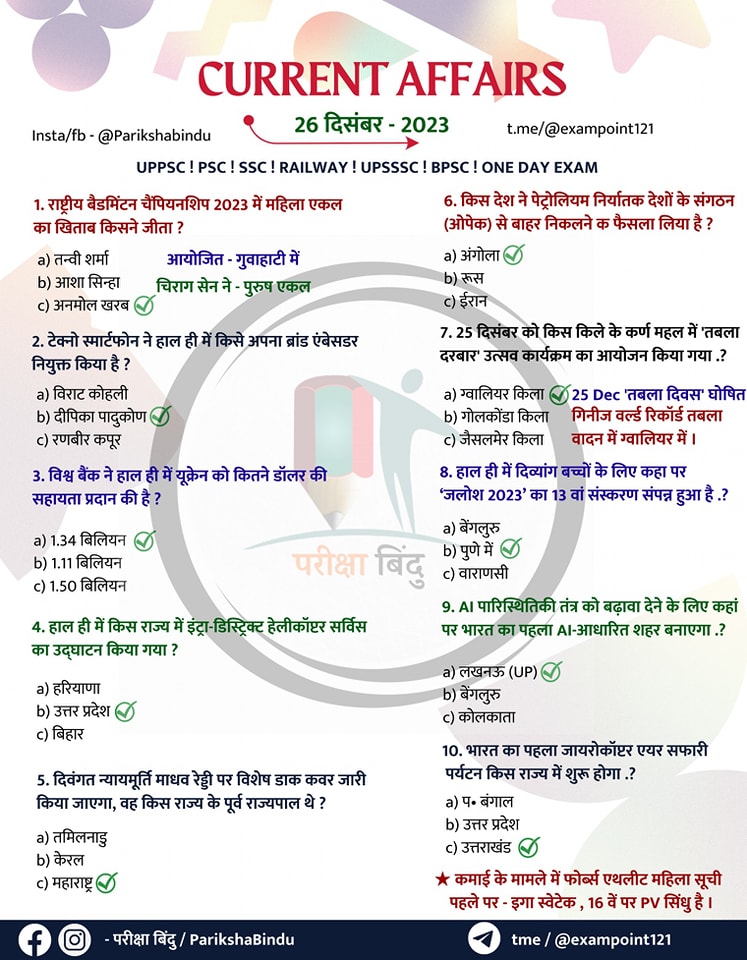 CURRENT AFFAIRS
26 दिसंबर - 2023
Insta/fb - @Parikshabindu
t.me/@exampoint121
UPPSC ! PSC ! SSC ! RAILWAY ! UPSSSC ! BPSC ! ONE DAY EXAM
1. राष्ट्रीय बैडमिंटन चैंपियनशिप 2023 में महिला एकल
का खिताब किसने जीता ?
a) तन्वी शर्मा
b) आशा सिन्हा
c) अनमोल खरब
आयोजित - गुवाहाटी में
चिराग सेन ने - पुरुष एकल
2. टेक्नो स्मार्टफोन ने हाल ही में किसे अपना ब्रांड एंबेसडर
नियुक्त किया है ?
a) विराट कोहली
b) दीपिका पादुकोण
c) रणबीर कपूर
3. विश्व बैंक ने हाल ही में यूक्रेन को कितने डॉलर की
सहायता प्रदान की है ?
a) 1.34 बिलियन
b) 1.11 बिलियन
c) 1.50 बिलियन
4. हाल ही में किस राज्य में इंट्रा-डिस्ट्रिक्ट हेलीकॉप्टर सर्विस
का उद्घाटन किया गया ?
a) हरियाणा
b) उत्तर प्रदेश
c) बिहार
5. दिवंगत न्यायमूर्ति माधव रेड्डी पर विशेष डाक कवर जारी
किया जाएगा, वह किस राज्य के पूर्व राज्यपाल थे ?
a) तमिलनाडु
b) केरल
c) महाराष्ट्र
6. किस देश ने पेट्रोलियम निर्यातक देशों के संगठन
(ओपेक) से बाहर निकलने क फैसला लिया है ?
a) अंगोला
b) रूस
c) ईरान
7. 25 दिसंबर को किस किले के कर्ण महल में 'तबला
दरबार' उत्सव कार्यक्रम का आयोजन किया गया .?
a) ग्वालियर किला
b) गोलकोंडा किला
c) जैसलमेर किला
25 Dec 'तबला दिवस' घोषित
गिनीज वर्ल्ड रिकॉर्ड तबला
वादन में ग्वालियर में ।
8. हाल ही में दिव्यांग बच्चों के लिए कहा पर
‘जलोश 2023’ का 13 वां संस्करण संपन्न हुआ है .?
a) बेंगलुरु
b) पुणे में
c) वाराणसी
9. AI पारिस्थितिकी तंत्र को बढ़ावा देने के लिए कहां
पर भारत का पहला AI-आधारित शहर बनाएगा .?
a) लखनऊ (UP)
b) बेंगलुरु
c) कोलकाता
10. भारत का पहला जायरोकॉप्टर एयर सफारी
पर्यटन किस राज्य में शुरू होगा .?
a) प• बंगाल
b) उत्तर प्रदेश
c) उत्तराखंड
★ कमाई के मामले में फोर्ब्स एथलीट महिला सूची
पहले पर - इगा स्वेटेक , 16 वें पर PV सिंधु है ।
परीक्षा बिंदु
- परीक्षा बिंदु / ParikshaBindu
tme / @exampoint121